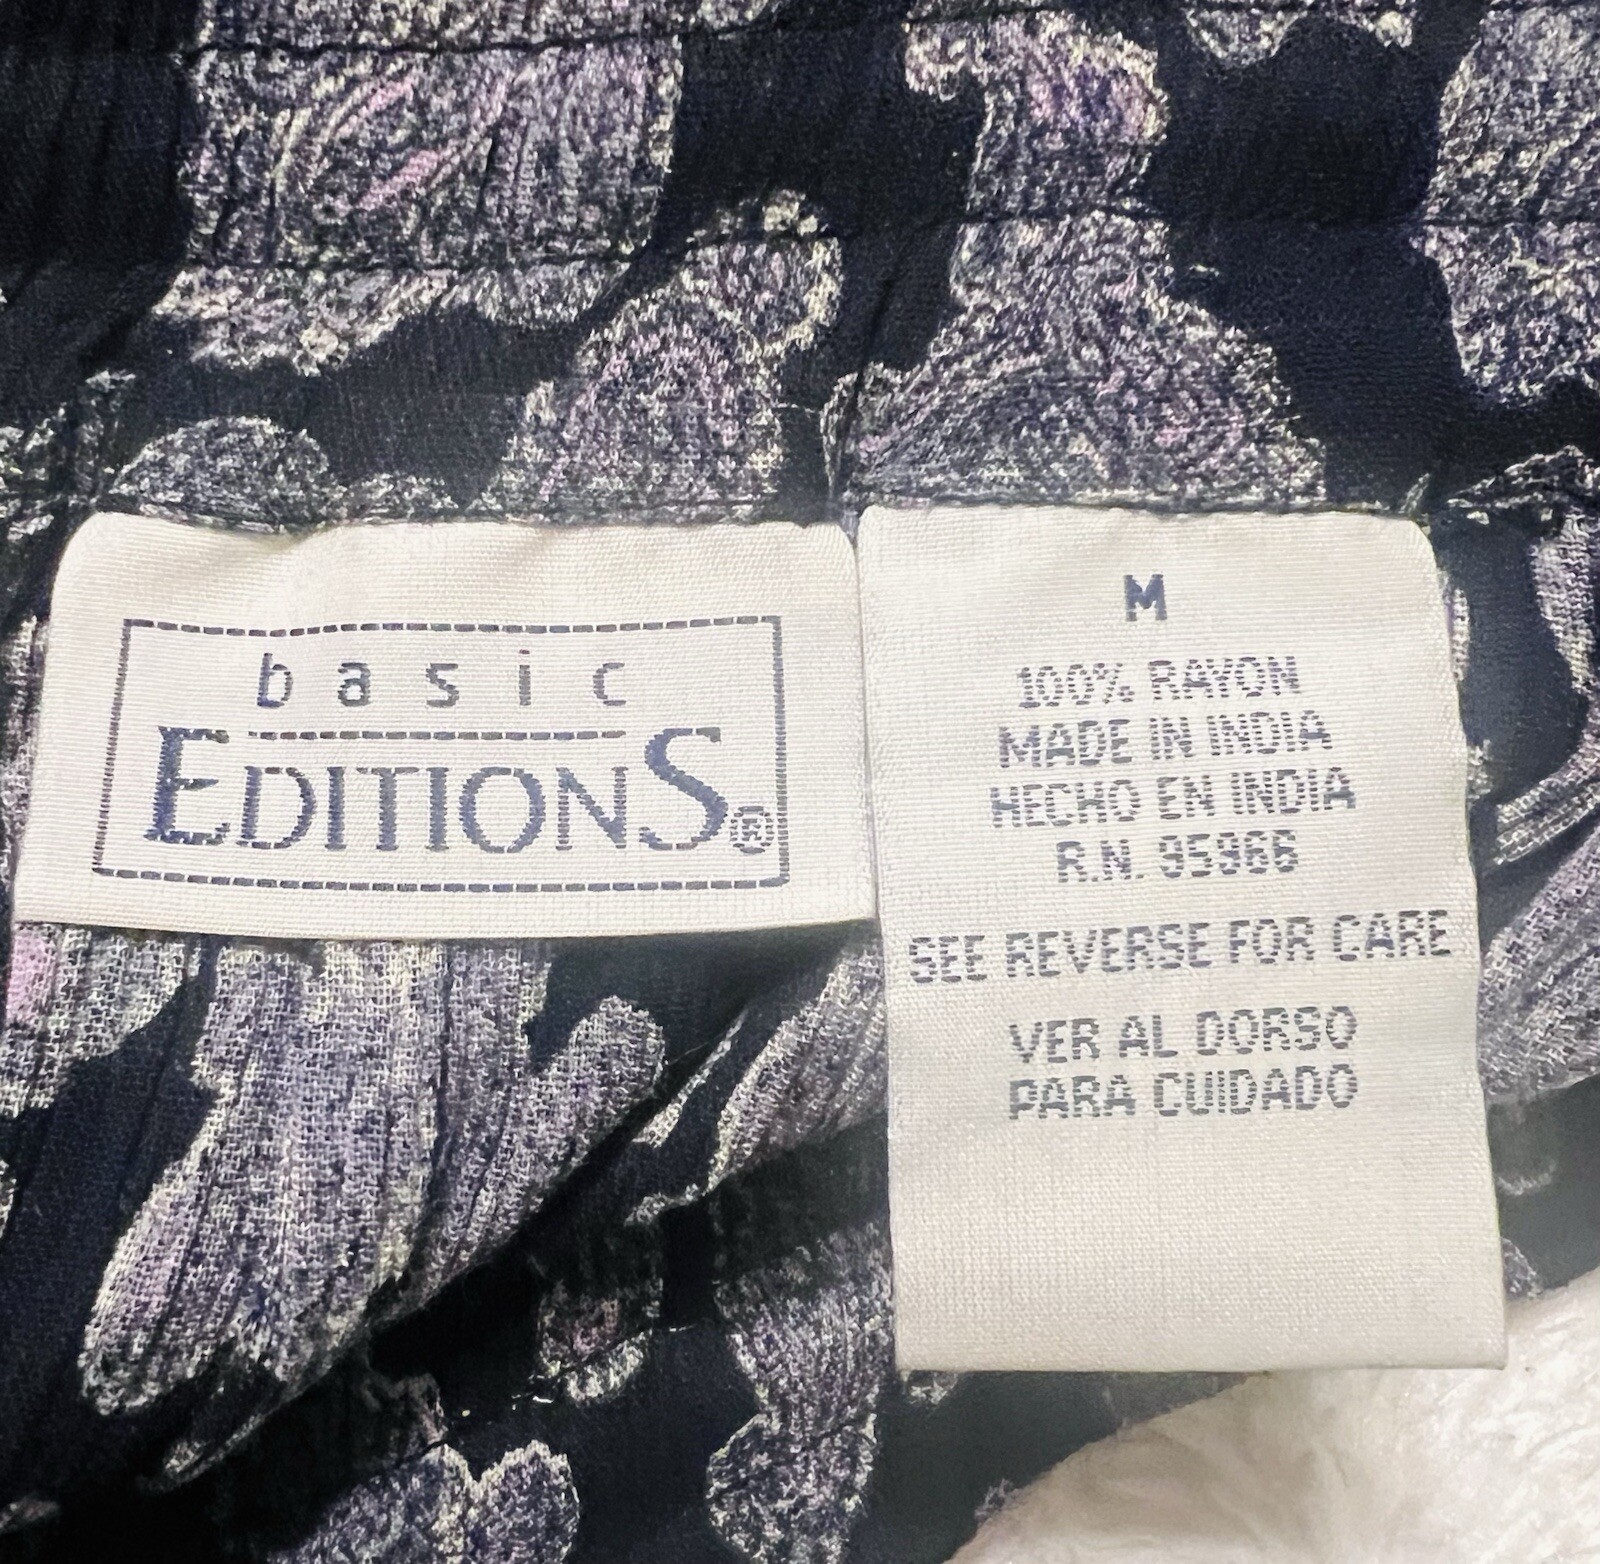 basic
EDITIONS®
M
100% RAYON
MADE IN INDIA
HECHO EN INDIA
R.N. 95966
SEE REVERSE FOR CARE
VER AL DORSO
PARA CUIDADO